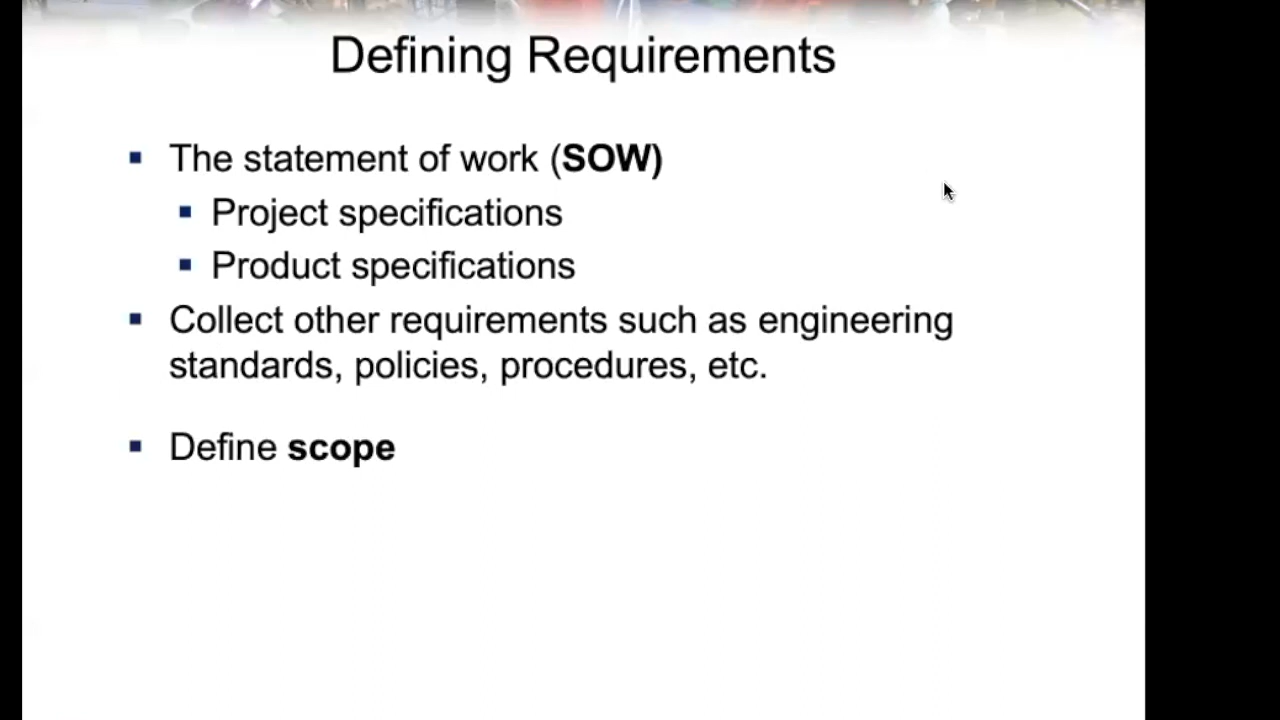 Defining Requirements
The statement of work (SOW)
Project specifications
Product specifications
Collect other requirements such as engineering
standards, policies, procedures, etc.
Define scope